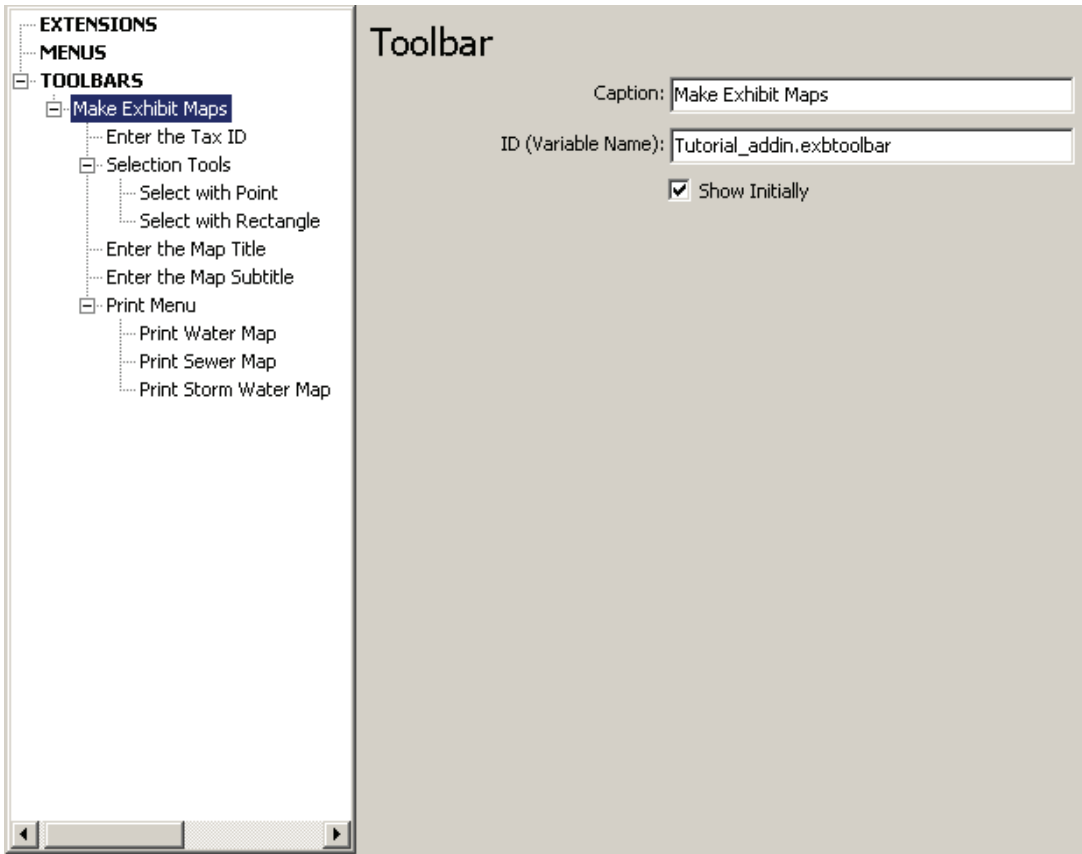 EXTENSIONS
MENUS
TOOLBARS
Make Exhibit Maps
Enter the Tax ID
Selection Tools
Select with Point
Select with Rectangle
Enter the Map Title
Enter the Map Subtitle
Print Menu
Print Water Map
Print Sewer Map
Print Storm Water Map
Toolbar
Caption: Make Exhibit Maps
ID (Variable Name): Tutorial_addin.exbtoolbar
Show Initially